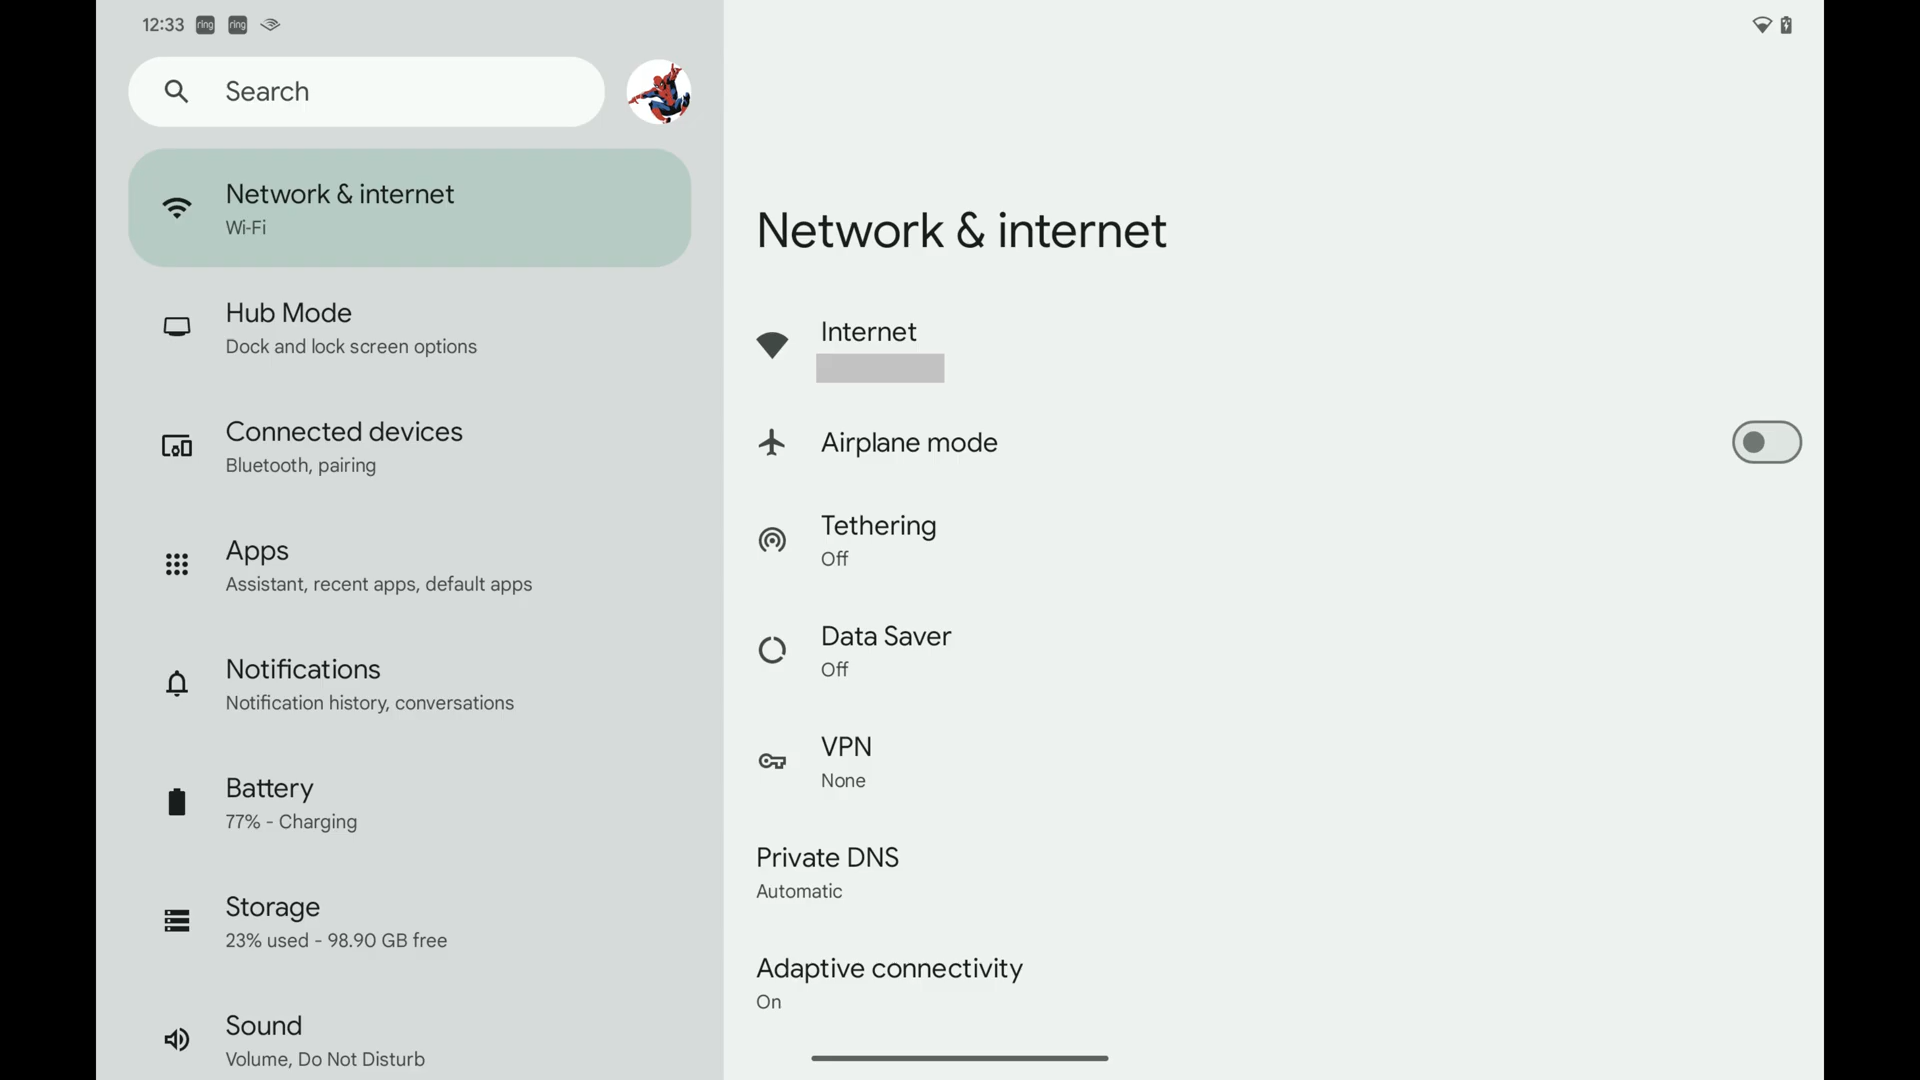 12:33
ring
ring
Search
Network & internet
Wi-Fi
Hub Mode
Dock and lock screen options
Connected devices
Bluetooth, pairing
Apps
Assistant, recent apps, default apps
Notifications
Notification history, conversations
Battery
77% - Charging
Storage
23% used - 98.90 GB free
Sound
Volume, Do Not Disturb
Network & internet
Internet
Airplane mode
Tethering
Off
Data Saver
Off
VPN
None
Private DNS
Automatic
Adaptive connectivity
On